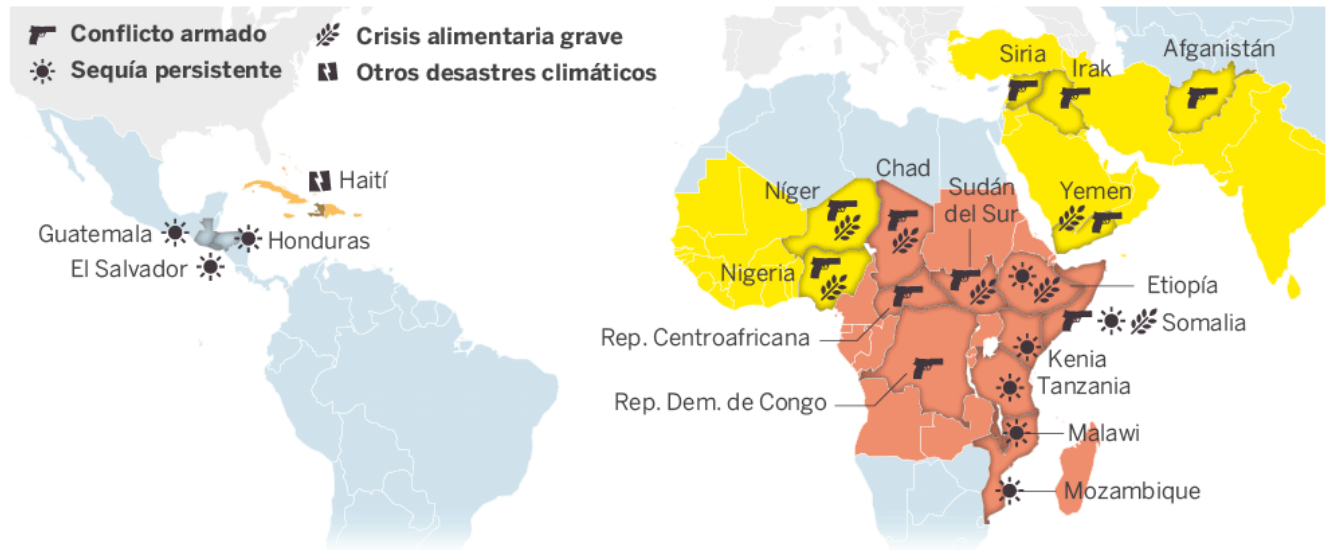 Conflicto armado
Crisis alimentaria grave
Sequía persistente
Otros desastres climáticos
Haití
Guatemala
Honduras
El Salvador
Siria
Irak
Afganistán
Níger
Chad
Sudán
del Sur
Yemen
Nigeria
Etiopía
Rep. Centroafricana
Somalia
Kenia
Tanzania
Rep. Dem. de Congo
Malawi
Mozambique